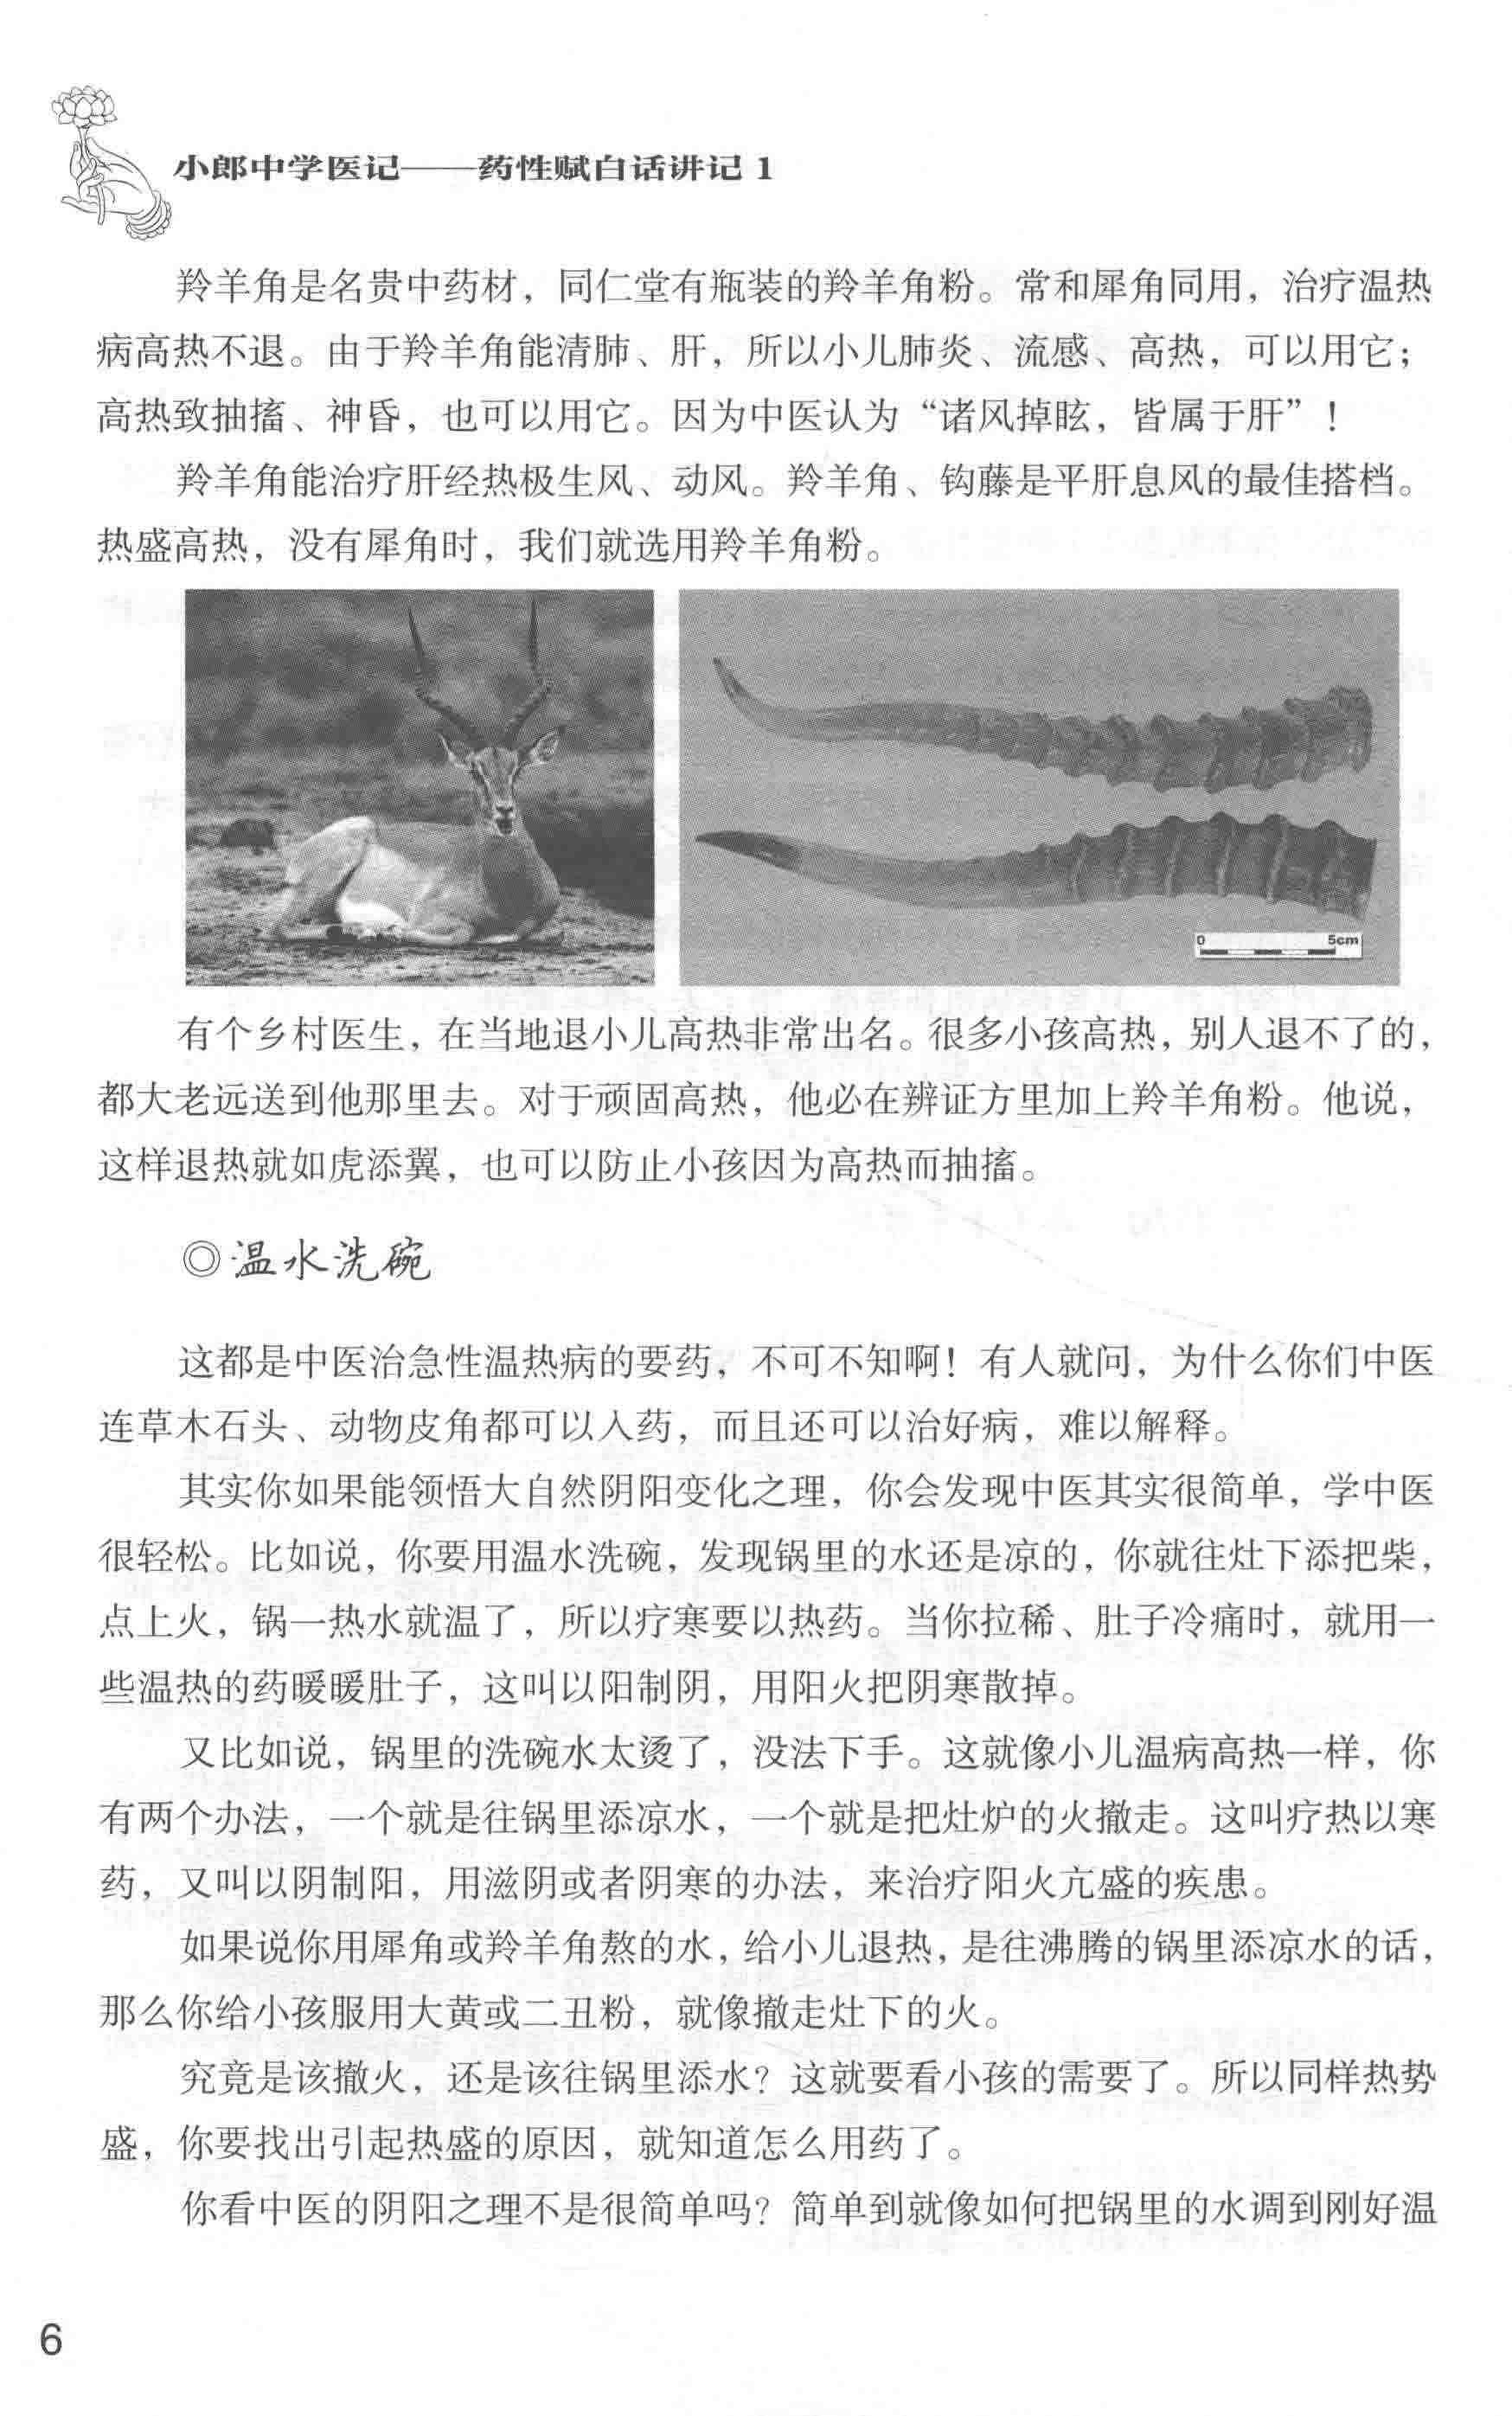 小郎中学医记——药性赋白话讲记 1
羚羊角是名贵中药材，同仁堂有瓶装的羚羊角粉。常和犀角同用，治疗温热
病高热不退。由于羚羊角能清肺、肝，所以小儿肺炎、流感、高热，可以用它；
高热致抽搐、神昏，也可以用它。因为中医认为“诸风掉眩，皆属于肝”！
羚羊角能治疗肝经热极生风、动风。羚羊角、钩藤是平肝息风的最佳搭档。
热盛高热，没有犀角时，我们就选用羚羊角粉。
0 5cm
有个乡村医生，在当地退小儿高热非常出名。很多小孩高热，别人退不了的，
都大老远送到他那里去。对于顽固高热，他必在辨证方里加上羚羊角粉。他说，
这样退热就如虎添翼，也可以防止小孩因为高热而抽搐。
◎温水洗碗
这都是中医治急性温热病的要药，不可不知啊！有人就问，为什么你们中医
连草木石头、动物皮角都可以入药，而且还可以治好病，难以解释。
其实你如果能领悟大自然阴阳变化之理，你会发现中医其实很简单，学中医
很轻松。比如说，你要用温水洗碗，发现锅里的水还是凉的，你就往灶下添把柴，
点上火，锅一热水就温了，所以疗寒要以热药。当你拉稀、肚子冷痛时，就用一
些温热的药暖暖肚子，这叫以阳制阴，用阳火把阴寒散掉。
又比如说，锅里的洗碗水太烫了，没法下手。这就像小儿温病高热一样，你
有两个办法，一个就是往锅里添凉水，一个就是把灶炉的火撤走。这叫疗热以寒
药，又叫以阴制阳，用滋阴或者阴寒的办法，来治疗阳火亢盛的疾患。
如果说你用犀角或羚羊角熬的水，给小儿退热，是往沸腾的锅里添凉水的话，
那么你给小孩服用大黄或二丑粉，就像撤走灶下的火。
究竟是该撤火，还是该往锅里添水？这就要看小孩的需要了。所以同样热势
盛，你要找出引起热盛的原因，就知道怎么用药了。
你看中医的阴阳之理不是很简单吗？简单到就像如何把锅里的水调到刚好温
6